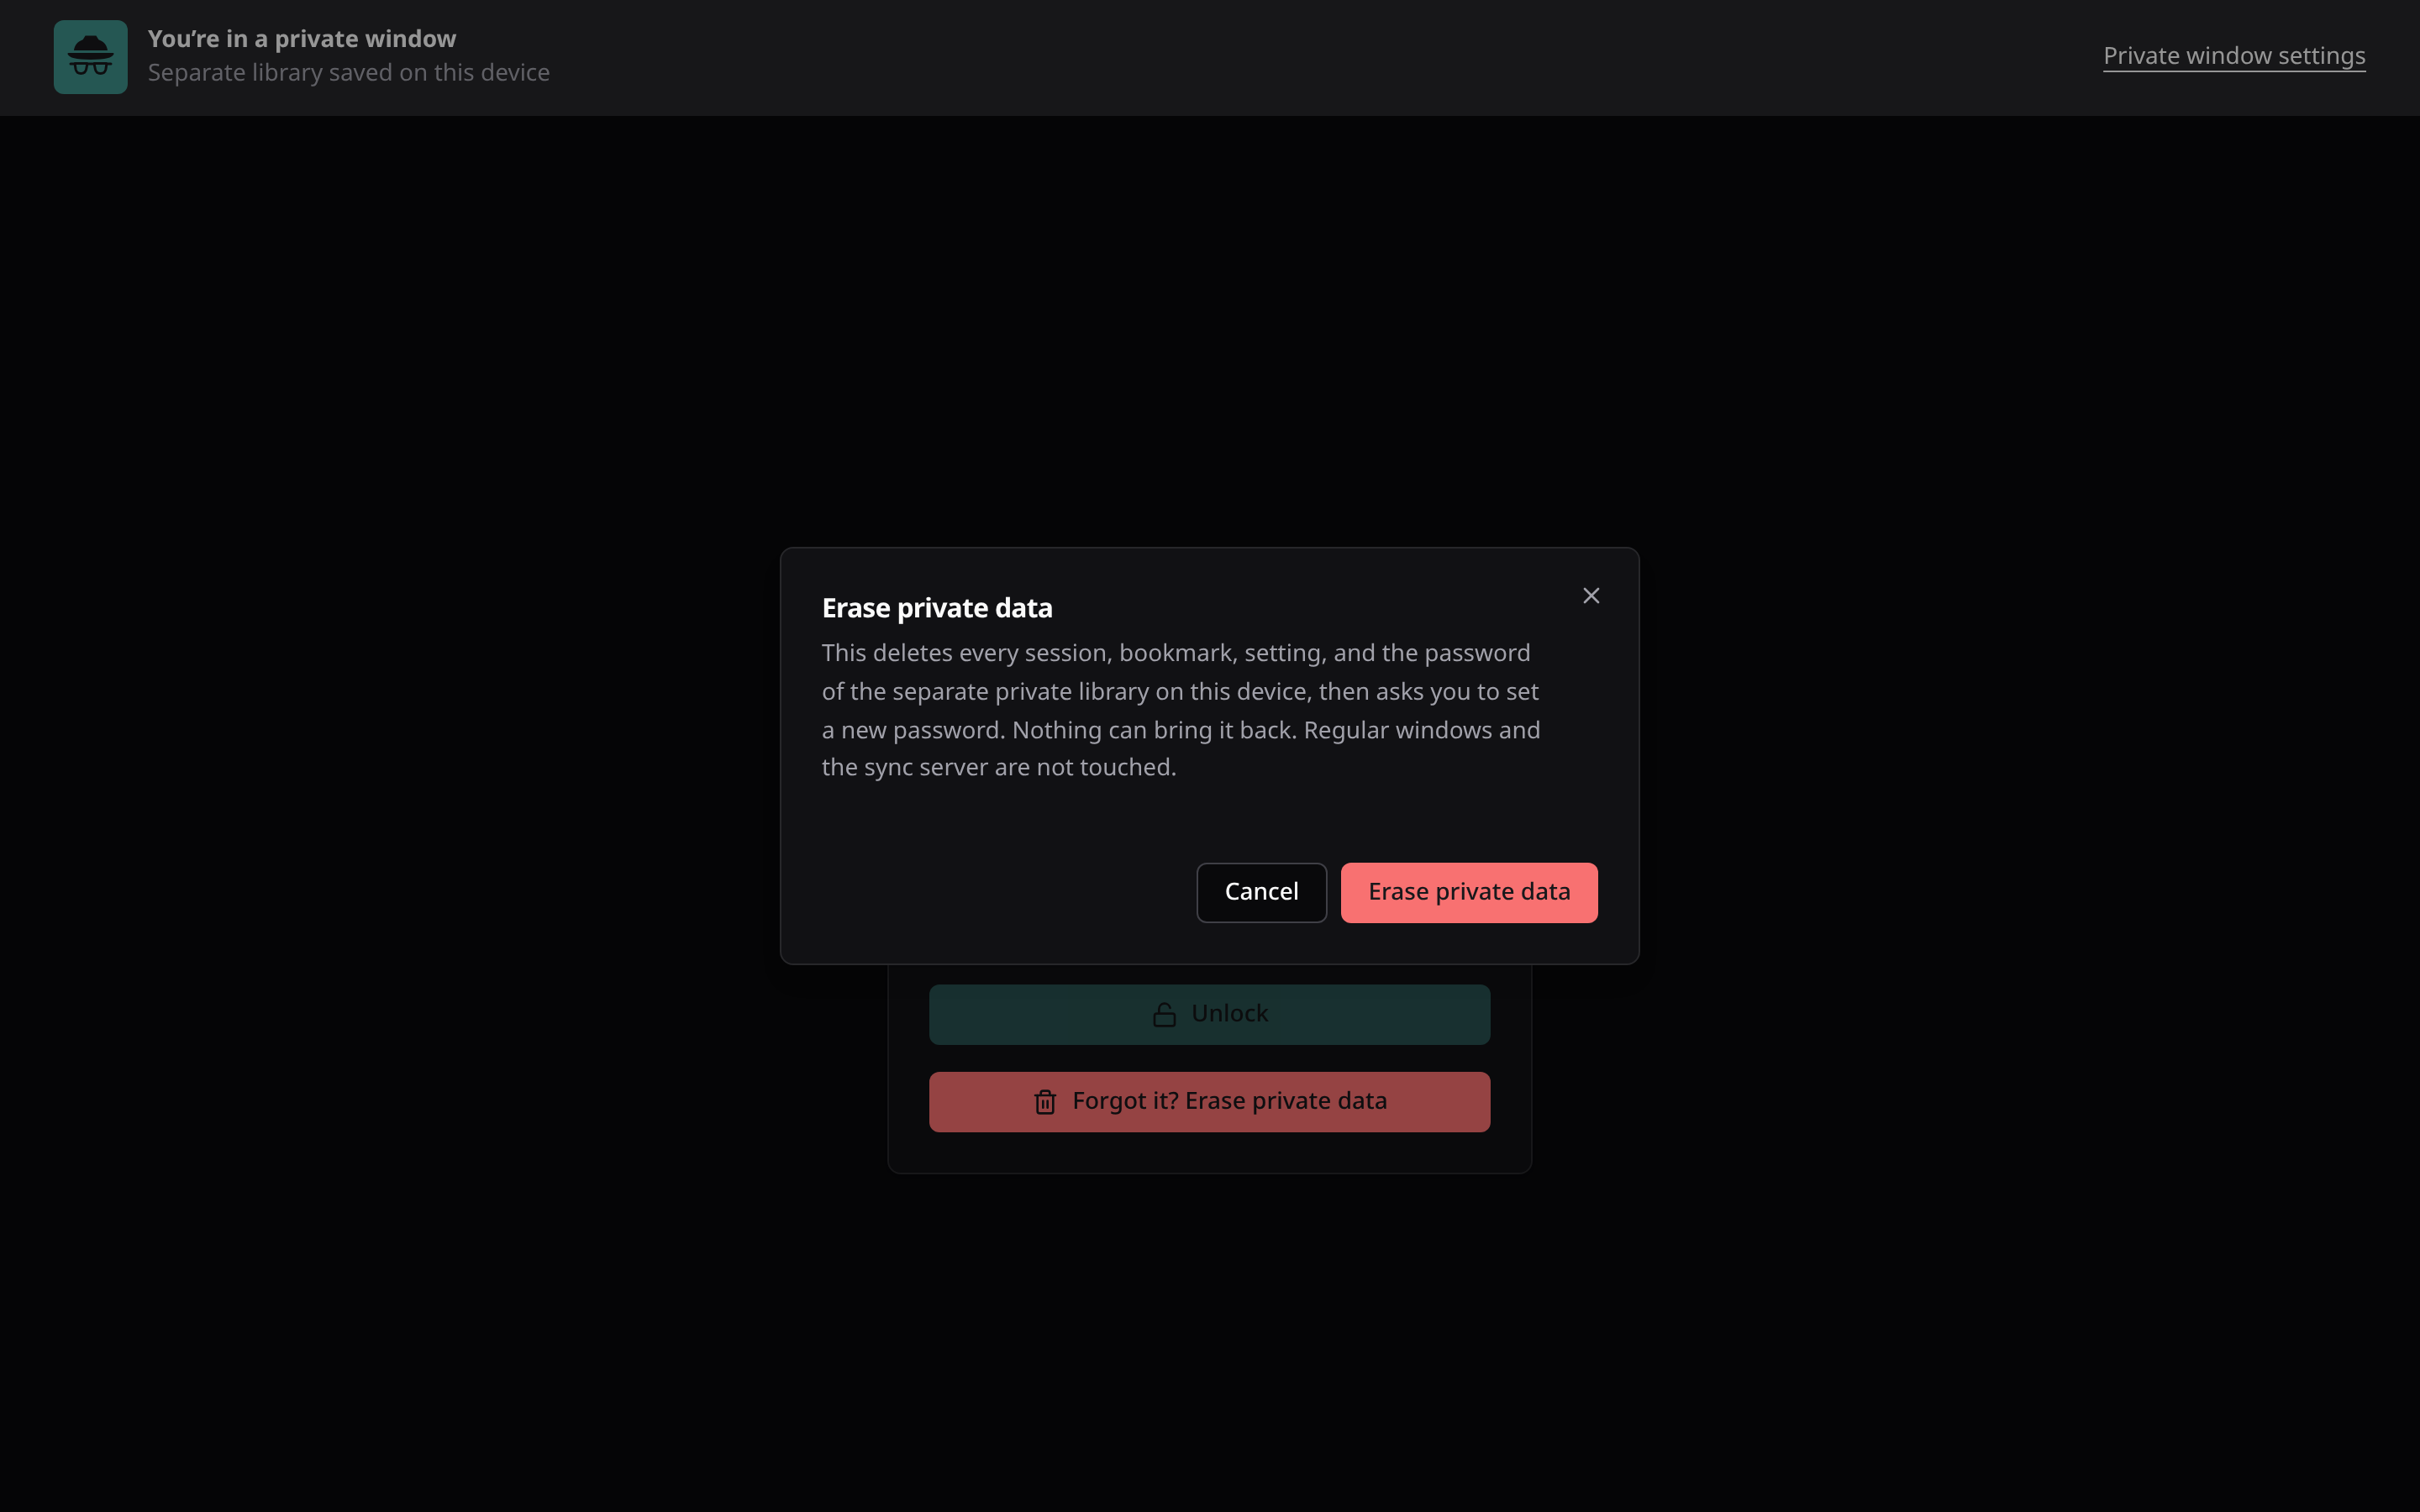 You’re in a private window
Separate library saved on this device
Private window settings
Erase private data
This deletes every session, bookmark, setting, and the password
of the separate private library on this device, then asks you to set
a new password. Nothing can bring it back. Regular windows and
the sync server are not touched.
Cancel
Erase private data
Unlock
Forgot it? Erase private data